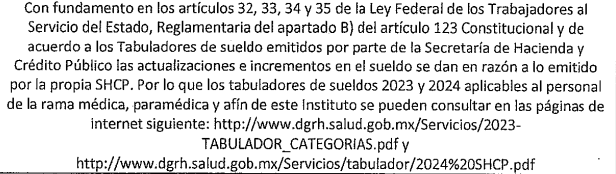 Con fundamento en los artículos 32, 33, 34 y 35 de la Ley Federal de los Trabajadores al
Servicio del Estado, Reglamentaria del apartado B) del artículo 123 Constitucional y de
acuerdo a los Tabuladores de sueldo emitidos por parte de la Secretaría de Hacienda y
Crédito Público las actualizaciones e incrementos en el sueldo se dan en razón a lo emitido
por la propia SHCP. Por lo que los tabuladores de sueldos 2023 y 2024 aplicables al personal
de la rama médica, paramédica y afín de este Instituto se pueden consultar en las páginas de
internet siguiente: http://www.dgrh.salud.gob.mx/Servicios/2023-
TABULADOR_CATEGORIAS.pdf y
http://www.dgrh.salud.gob.mx/Servicios/tabulador/2024%20SHCP.pdf